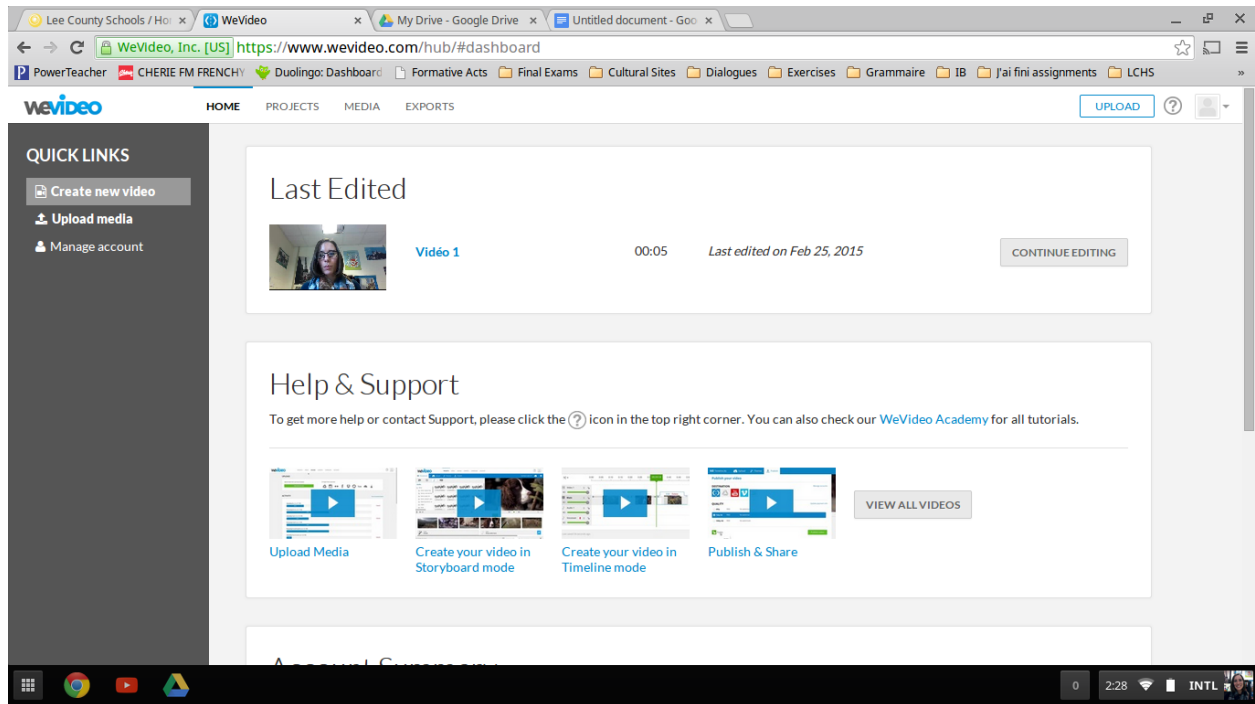 Lee County Schools / Ho
WeVideo
My Drive - Google Drive
Untitled document - Goo
WeVideo, Inc. [US] https://www.wevideo.com/hub/#dashboard
PowerTeacher CHERIE FM FRENCHY Duolingo: Dashboard Formative Acts Final Exams Cultural Sites Dialogues Exercises Grammaire IB J'ai fini assignments LCHS »
WEVIDEO HOME PROJECTS MEDIA EXPORTS UPLOAD ?
QUICK LINKS
Create new video
Upload media
Manage account
Last Edited
Vidéo 1 00:05 Last edited on Feb 25, 2015 CONTINUE EDITING
Help & Support
To get more help or contact Support, please click the ? icon in the top right corner. You can also check our WeVideo Academy for all tutorials.
VIEW ALL VIDEOS
Upload Media
Create your video in
Storyboard mode
Create your video in
Timeline mode
Publish & Share
Account Summary
0 2:28 INTL